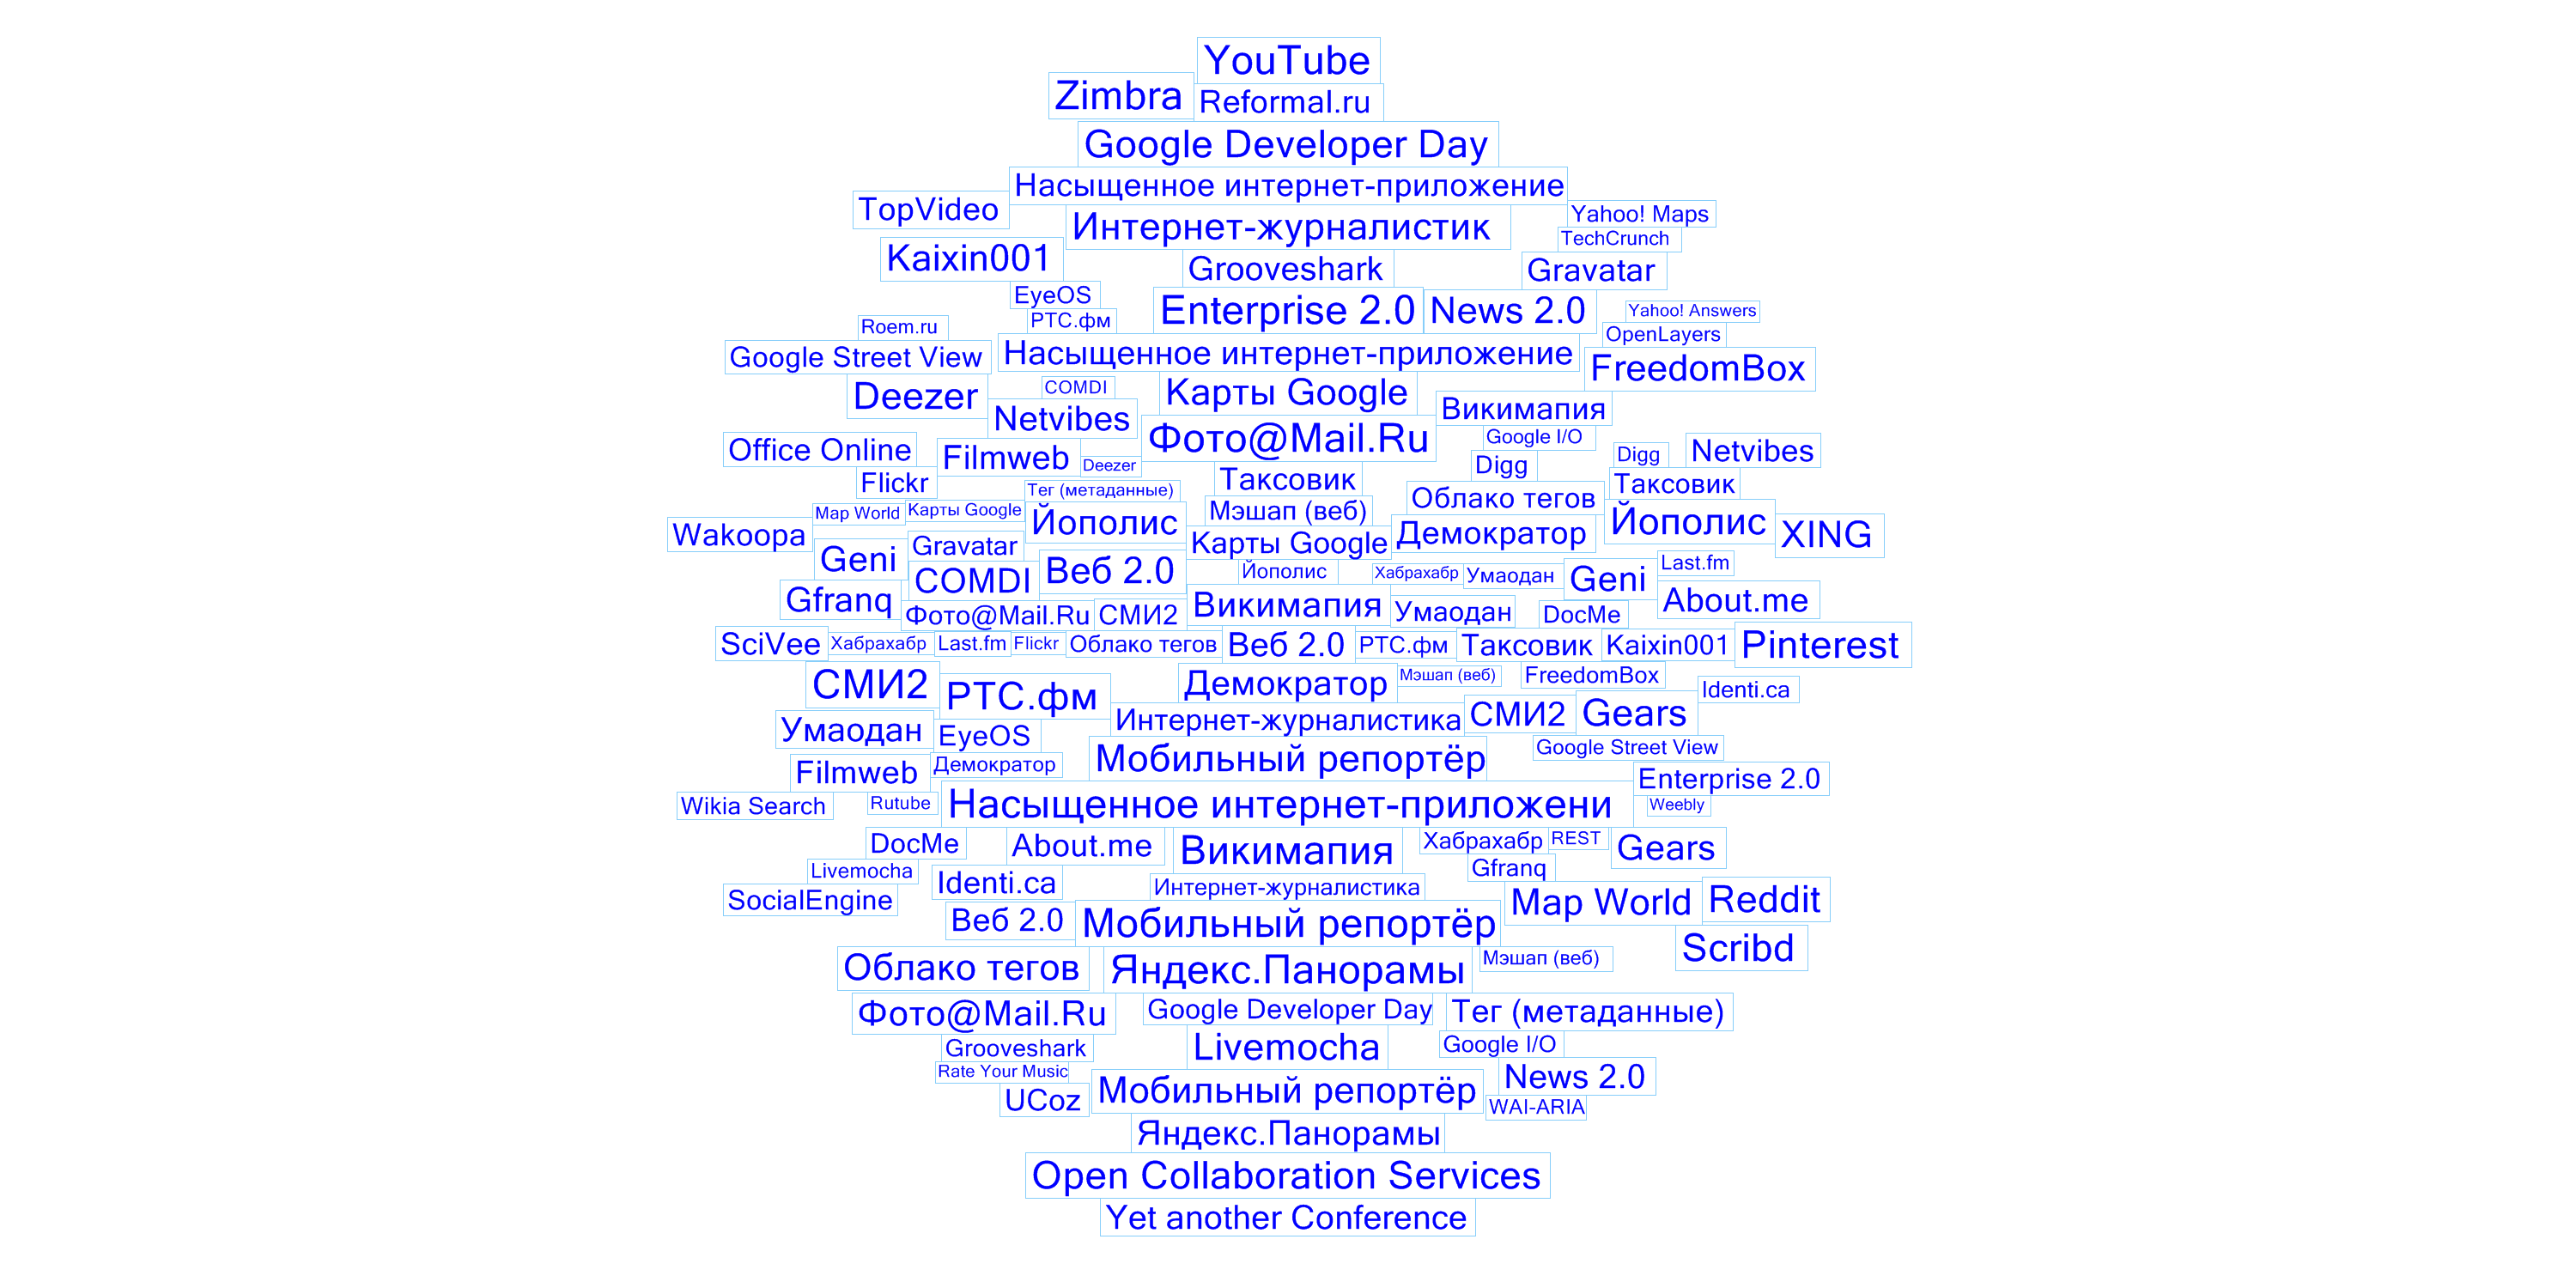 YouTube
Zimbra
Reformal.ru
Google Developer Day
Насыщенное интернет-приложение
TopVideo
Yahoo! Maps
Интернет-журналистик
TechCrunch
Kaixin001
Grooveshark
Gravatar
EyeOS
Enterprise 2.0
News 2.0
Yahoo! Answers
РТС.фм
Roem.ru
OpenLayers
Google Street View
Насыщенное интернет-приложение
FreedomBox
COMDI
Карты Google
Deezer
Викимапия
Netvibes
Фото@Mail.Ru
Google I/O
Office Online
Filmweb
Deezer
Digg
Digg
Netvibes
Таксовик
Flickr
Таксовик
Тег (метаданные)
Облако тегов
Map World
Карты Google
Йополис
Мэшап (веб)
Йополис
Wakoopa
Демократор
XING
Gravatar
Карты Google
Geni
Last.fm
Веб 2.0
Йополис
Хабрахабр
Умаодан
Geni
COMDI
Gfranq
Викимапия
About.me
Фото@Mail.Ru
СМИ2
Умаодан
DocMe
SciVee
Хабрахабр
Last.fm
Flickr
Облако тегов
Веб 2.0
РТС.фм
Таксовик
Kaixin001
Pinterest
СМИ2
Демократор
Мэшап (веб)
FreedomBox
РТС.фм
Identi.ca
Интернет-журналистика
СМИ2
Gears
Умаодан
EyeOS
Google Street View
Мобильный репортёр
Filmweb
Демократор
Enterprise 2.0
Wikia Search
Rutube
Насыщенное интернет-приложени
Weebly
DocMe
About.me
Викимапия
Хабрахабр
REST
Gears
Livemocha
Gfranq
Identi.ca
Интернет-журналистика
SocialEngine
Map World
Reddit
Веб 2.0
Мобильный репортёр
Scribd
Облако тегов
Яндекс.Панорамы
Мэшап (веб)
Фото@Mail.Ru
Google Developer Day
Тег (метаданные)
Grooveshark
Livemocha
Google I/O
Rate Your Music
News 2.0
UCoz
Мобильный репортёр
WAI-ARIA
Яндекс.Панорамы
Open Collaboration Services
Yet another Conference